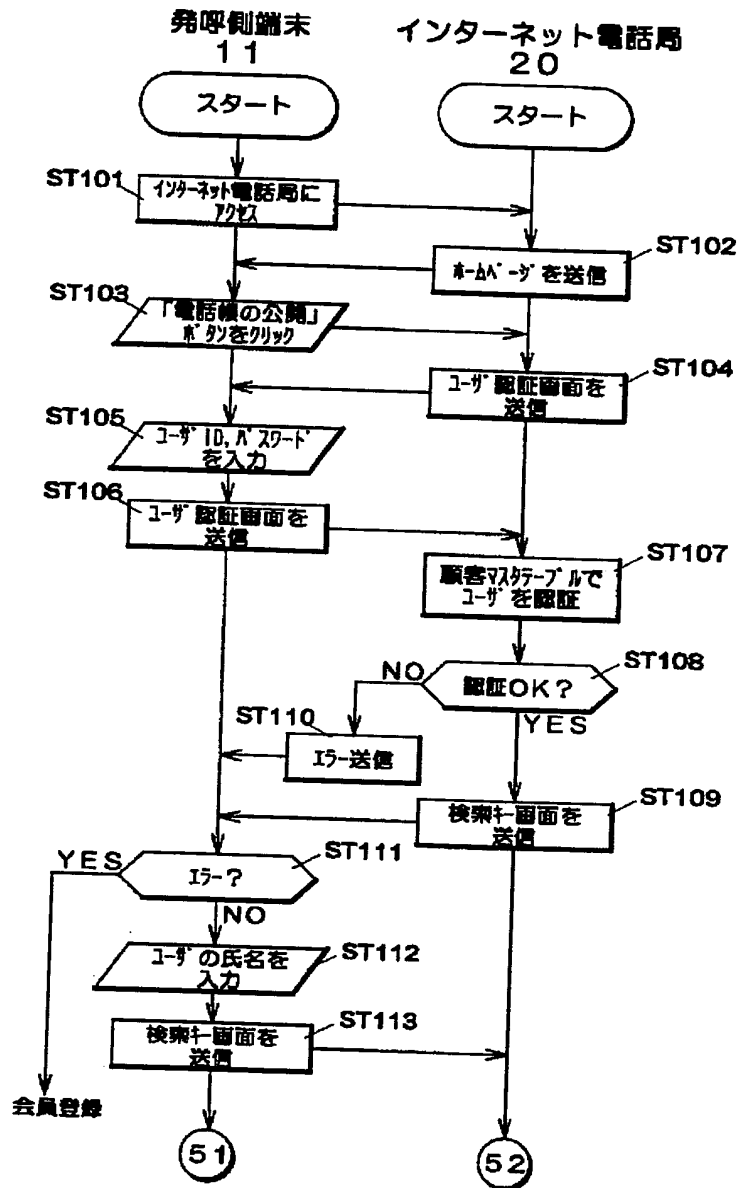 発呼側端末
11
インターネット電話局
20
スタート
スタート
ST101
インターネット電話局に
アクセス
ST102
ホームページを送信
ST103
「電話帳の公開」
ボタンをクリック
ST104
ユーザ認証画面を
送信
ST105
ユーザID,パスワード
を入力
ST106
ユーザ認証画面を
送信
ST107
顧客マスタテーブルで
ユーザを認証
ST108
認証OK?
NO
YES
ST110
エラー送信
ST109
検索キー画面を
送信
ST111
エラー?
YES
NO
ST112
ユーザの氏名を
入力
ST113
検索キー画面を
送信
会員登録
51
52